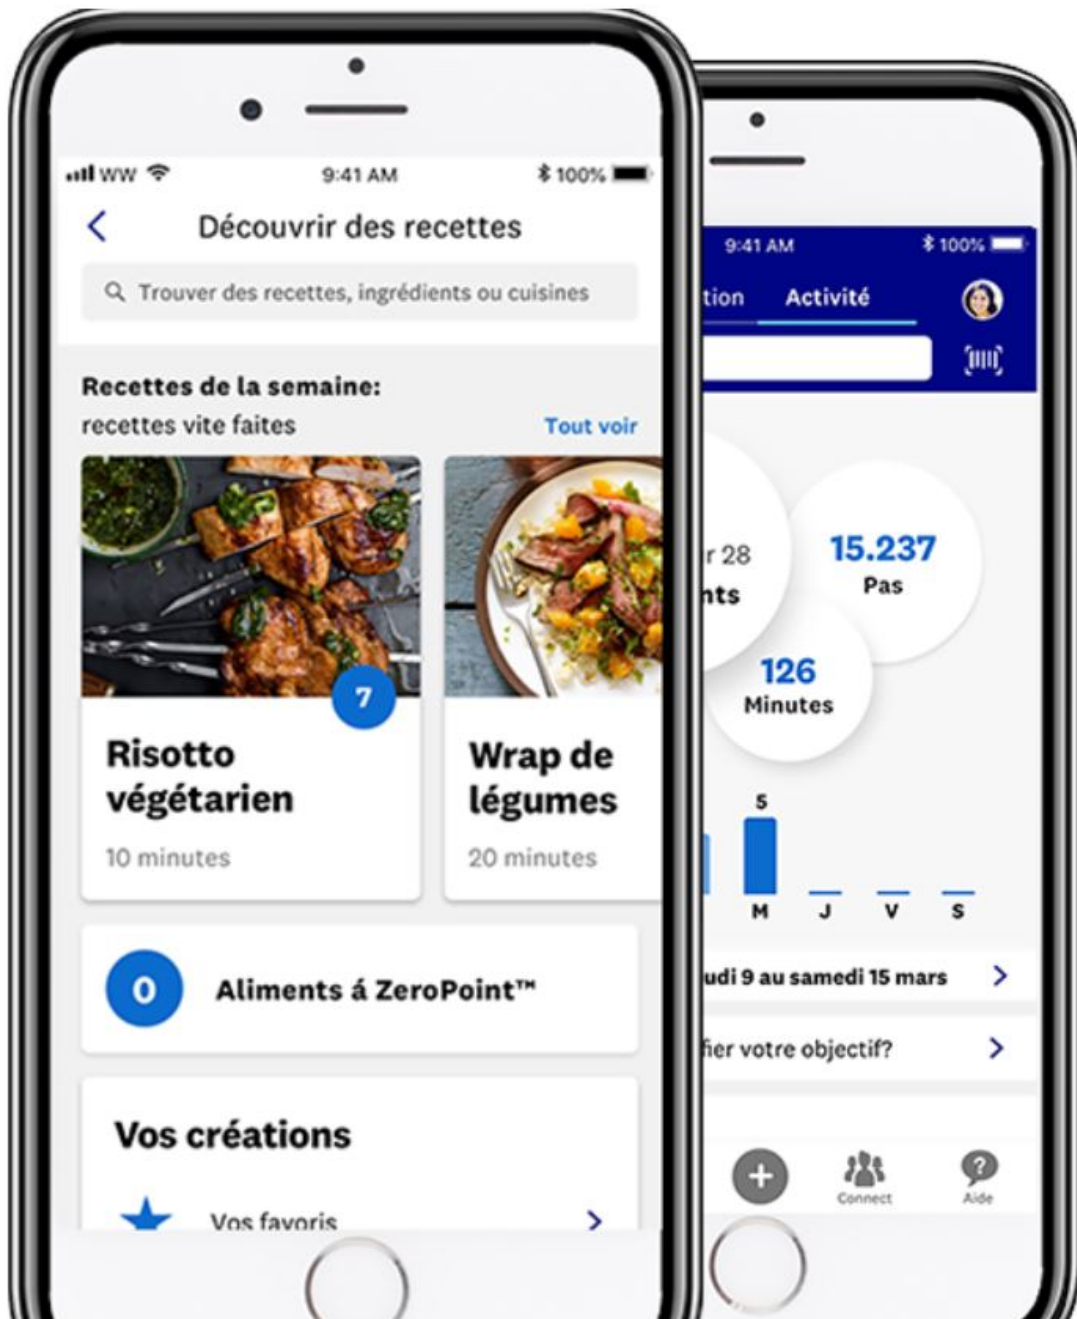 WW
9:41 AM
100%
Découvrir des recettes
Trouver des recettes, ingrédients ou cuisines
Recettes de la semaine:
recettes vite faites
Tout voir
7
Risotto
végétarien
10 minutes
Wrap de
légumes
20 minutes
0
Aliments á ZeroPoint™
Vos créations
Vos favoris
9:41 AM
100%
tion
Activité
r 28
nts
15.237
Pas
126
Minutes
5
M J V S
udi 9 au samedi 15 mars
fier votre objectif?
Connect
Aide